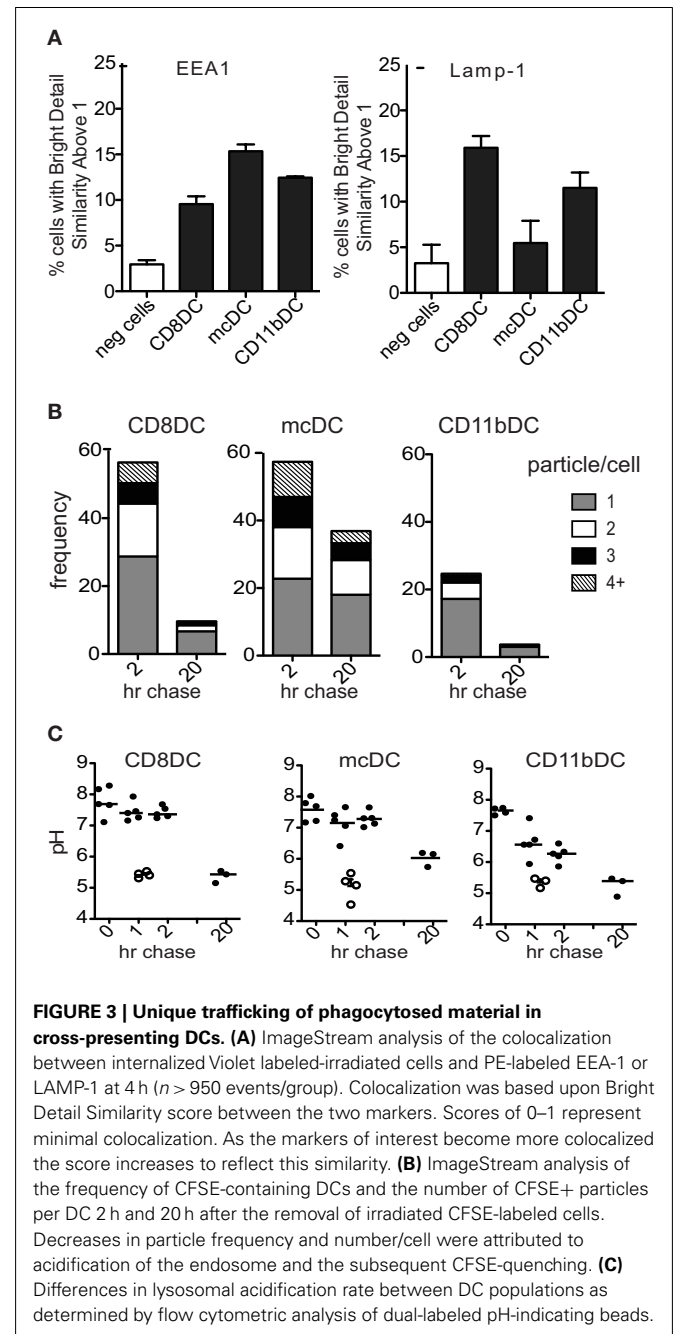 A
% cells with Bright Detail
Similarity Above 1
25
20
15
10
5
0
EEA1
neg cells
CD8DC
mcDC
CD11bDC
% cells with Bright Detail
Similarity Above 1
25
20
15
10
5
0
Lamp-1
neg cells
CD8DC
mcDC
CD11bDC
B
CD8DC
mcDC
CD11bDC
frequency
60
40
20
0
2
20
hr chase
60
40
20
0
2
20
hr chase
60
40
20
0
2
20
hr chase
particle/cell
1
2
3
4+
C
CD8DC
mcDC
CD11bDC
pH
9
8
7
6
5
4
0
1
2
20
hr chase
9
8
7
6
5
4
0
1
2
20
hr chase
9
8
7
6
5
4
0
1
2
20
hr chase
FIGURE 3 | Unique trafficking of phagocytosed material in
cross-presenting DCs. (A) ImageStream analysis of the colocalization
between internalized Violet labeled-irradiated cells and PE-labeled EEA-1 or
LAMP-1 at 4 h (n > 950 events/group). Colocalization was based upon Bright
Detail Similarity score between the two markers. Scores of 0–1 represent
minimal colocalization. As the markers of interest become more colocalized
the score increases to reflect this similarity. (B) ImageStream analysis of
the frequency of CFSE-containing DCs and the number of CFSE+ particles
per DC 2 h and 20 h after the removal of irradiated CFSE-labeled cells.
Decreases in particle frequency and number/cell were attributed to
acidification of the endosome and the subsequent CFSE-quenching. (C)
Differences in lysosomal acidification rate between DC populations as
determined by flow cytometric analysis of dual-labeled pH-indicating beads.